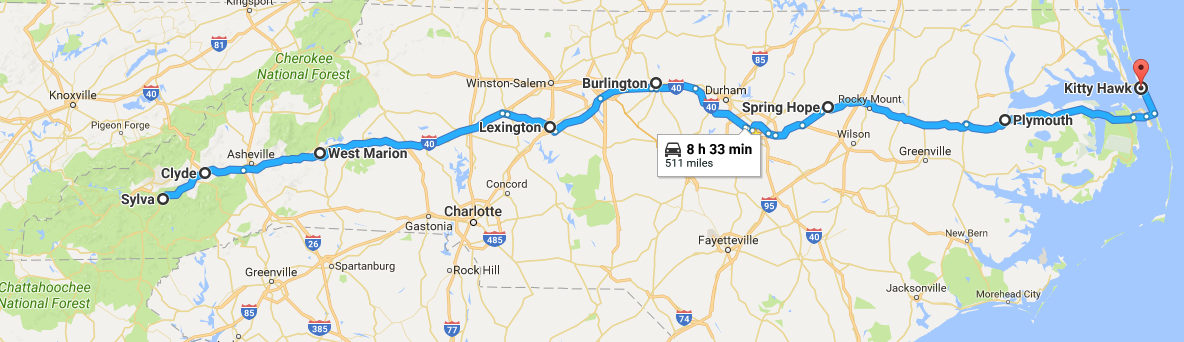 Kingsport
81
Cherokee
National Forest
85
Winston-Salem
Burlington
40
Kitty Hawk
Knoxville
40
Durham
40
Spring Hope
Rocky Mount
Pigeon Forge
Lexington
Plymouth
Asheville
West Marion
40
8 h 33 min
511 miles
Wilson
Greenville
Clyde
Sylva
Concord
95
Charlotte
Gastonia
485
Fayetteville
40
New Bern
26
Greenville
Spartanburg
Rock Hill
Chattahoochee
National Forest
Jacksonville
Morehead City
85
385
77
74